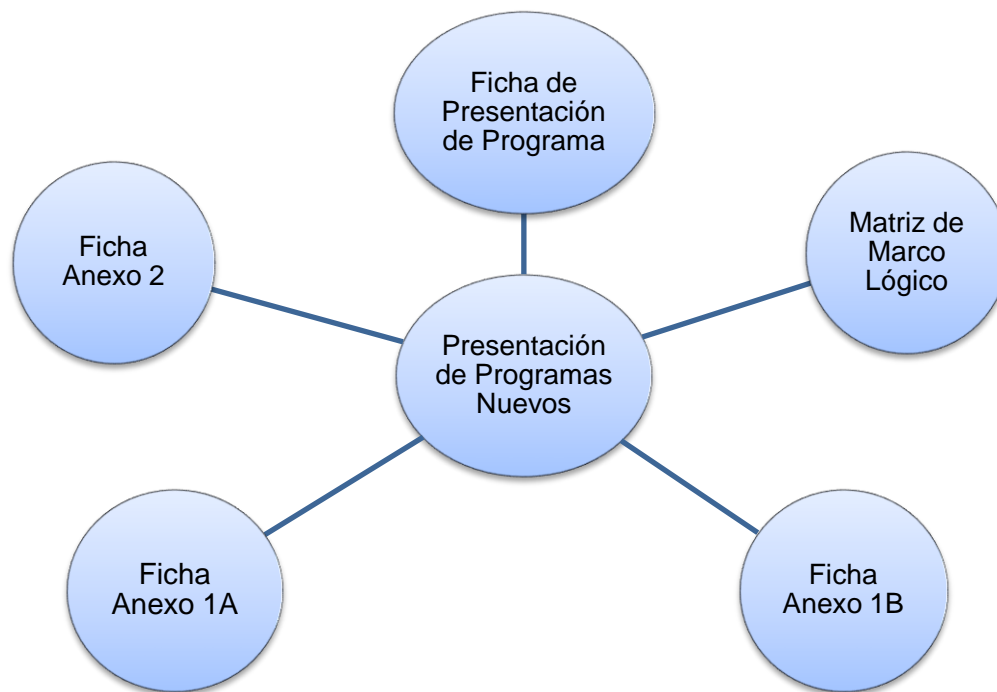 Ficha de
Presentación
de Programa
Matriz de
Marco
Lógico
Ficha
Anexo 2
Presentación
de Programas
Nuevos
Ficha
Anexo 1A
Ficha
Anexo 1B